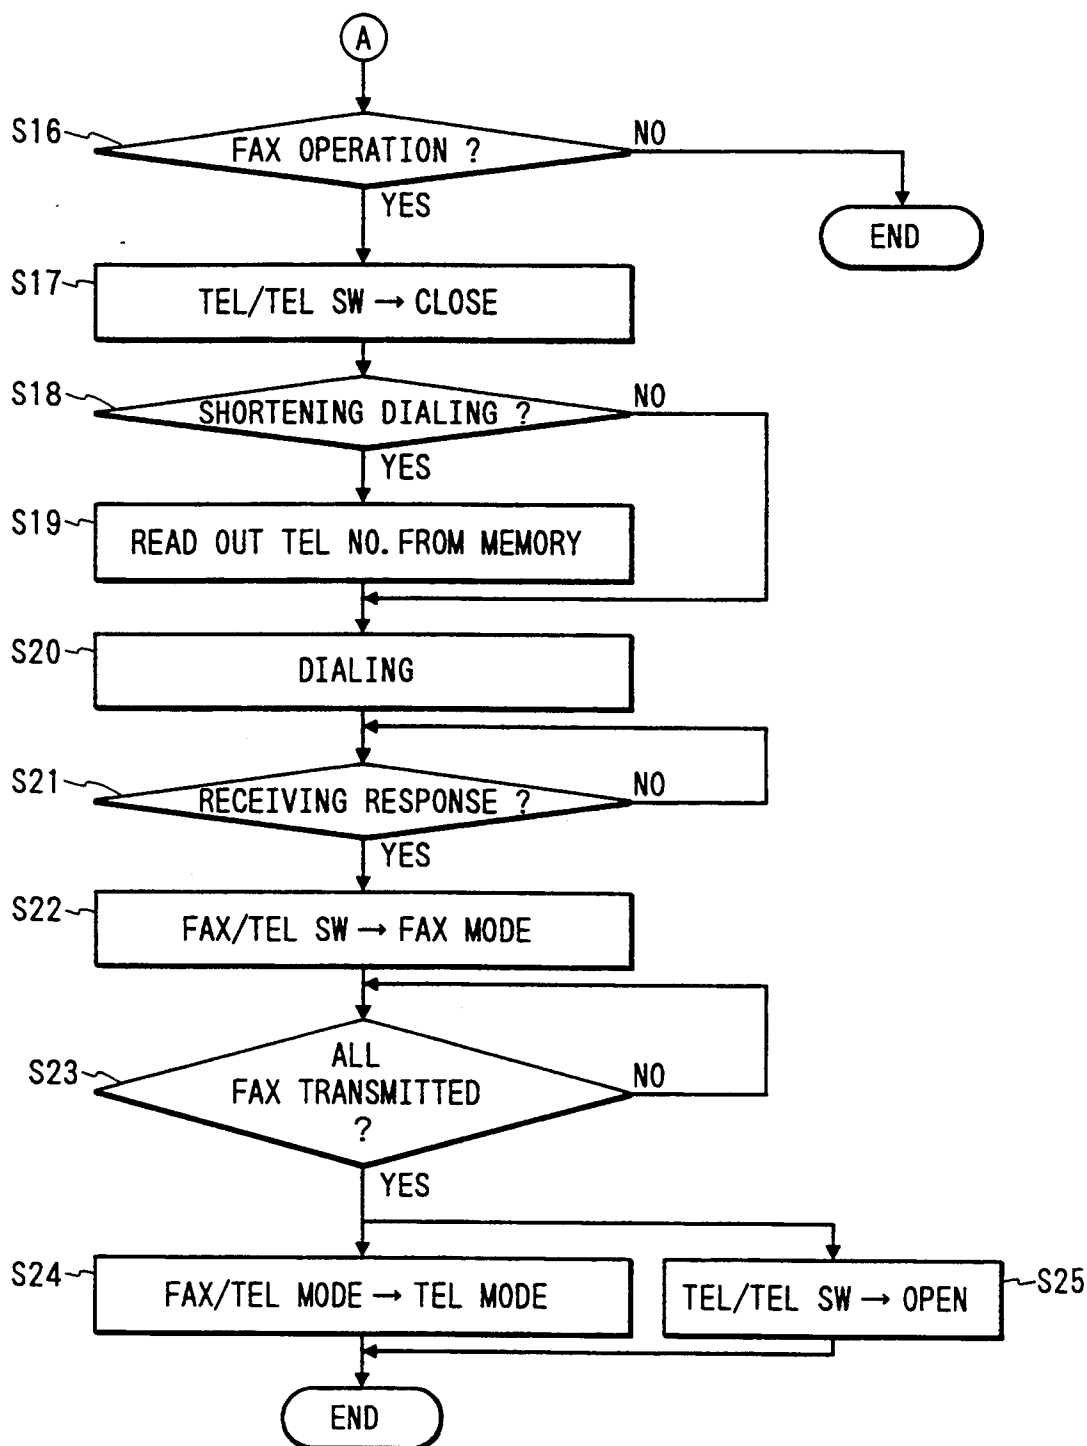 A
S16
FAX OPERATION ?
NO
YES
END
S17
TEL/TEL SW → CLOSE
S18
SHORTENING DIALING ?
NO
YES
S19
READ OUT TEL NO. FROM MEMORY
S20
DIALING
S21
RECEIVING RESPONSE ?
NO
YES
S22
FAX/TEL SW → FAX MODE
S23
ALL
FAX TRANSMITTED
?
NO
YES
S24
FAX/TEL MODE → TEL MODE
TEL/TEL SW → OPEN
S25
END